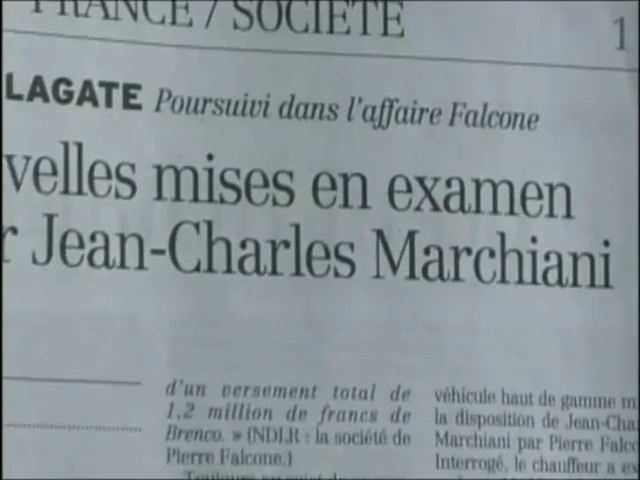 FRANCE / SOCIÉTÉ 1
LAGATE Poursuivi dans l'affaire Falcone
velles mises en examen
r Jean-Charles Marchiani
d'un versement total de
1,2 million de francs de
Brenco. » (NDLR : la société de
Pierre Falcone.)
véhicule haut de gamme m
la disposition de Jean-Cha
Marchiani par Pierre Falco
Interrogé, le chauffeur a ex